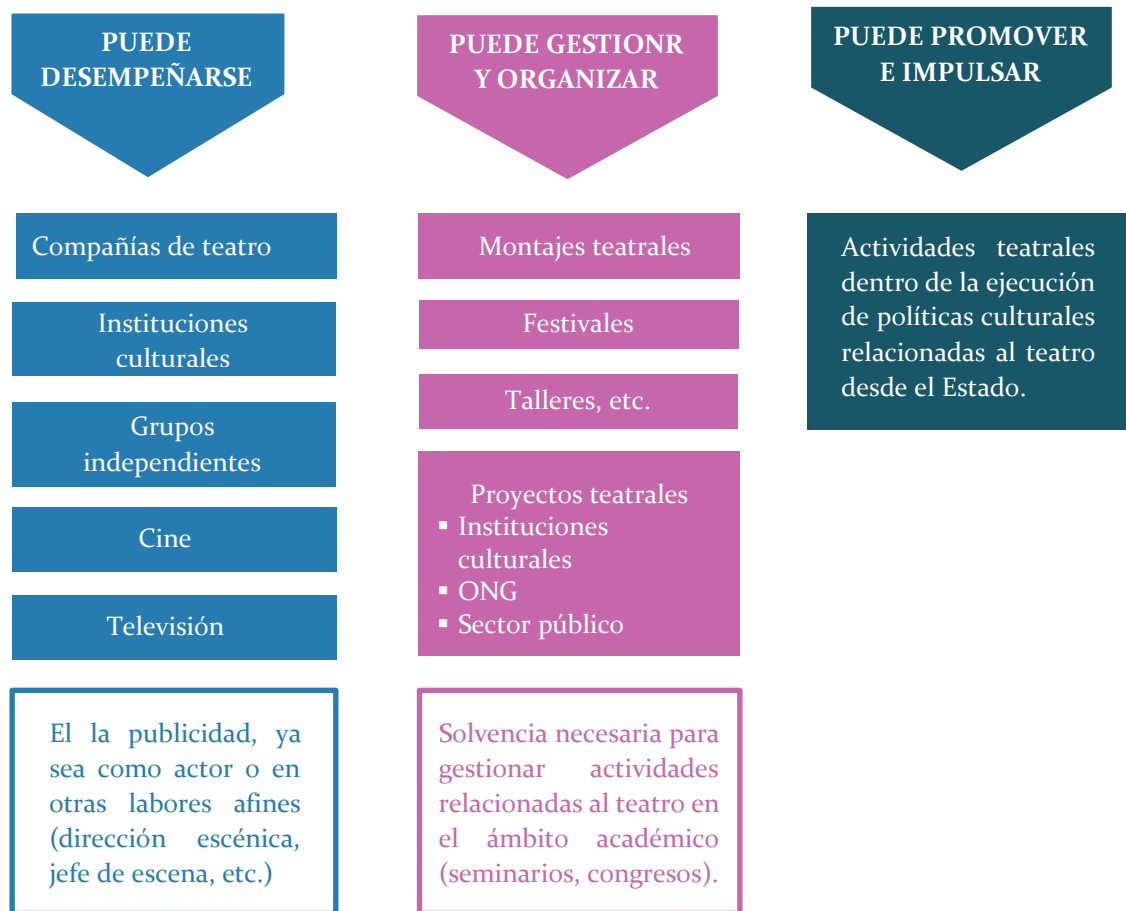 PUEDE
DESEMPEÑARSE
Compañías de teatro
Instituciones
culturales
Grupos
independientes
Cine
Televisión
El la publicidad, ya
sea como actor o en
otras labores afines
(dirección escénica,
jefe de escena, etc.)
PUEDE GESTIONR
Y ORGANIZAR
Montajes teatrales
Festivales
Talleres, etc.
Proyectos teatrales
▪ Instituciones
culturales
▪ ONG
▪ Sector público
Solvencia necesaria para
gestionar actividades
relacionadas al teatro en
el ámbito académico
(seminarios, congresos).
PUEDE PROMOVER
E IMPULSAR
Actividades teatrales
dentro de la ejecución
de políticas culturales
relacionadas al teatro
desde el Estado.